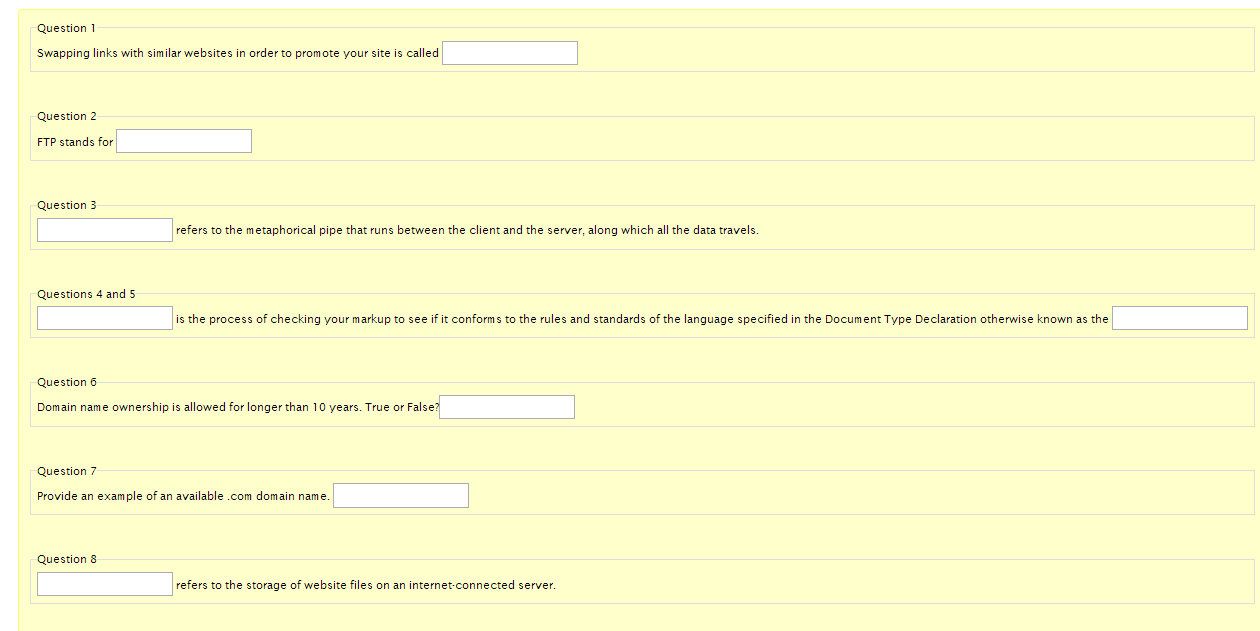 Question 1
Swapping links with similar websites in order to promote your site is called
Question 2
FTP stands for
Question 3
refers to the metaphorical pipe that runs between the client and the server, along which all the data travels.
Questions 4 and 5
is the process of checking your markup to see if it conforms to the rules and standards of the language specified in the Document Type Declaration otherwise known as the
Question 6
Domain name ownership is allowed for longer than 10 years. True or False?
Question 7
Provide an example of an available .com domain name.
Question 8
refers to the storage of website files on an internet-connected server.